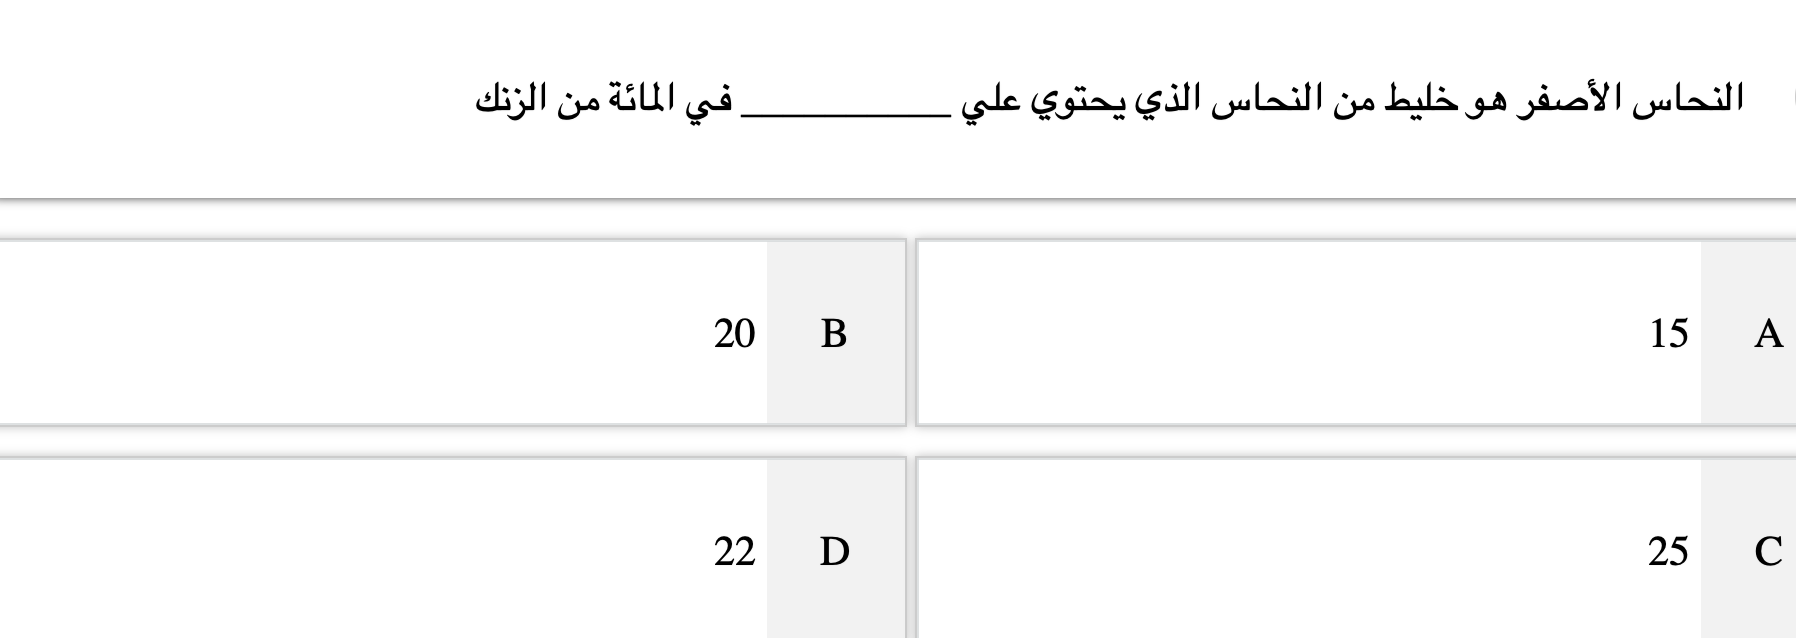 النحاس الأصفر هو خليط من النحاس الذي يحتوي علي __________ في المائة من الزنك
A 15
B 20
C 25
D 22